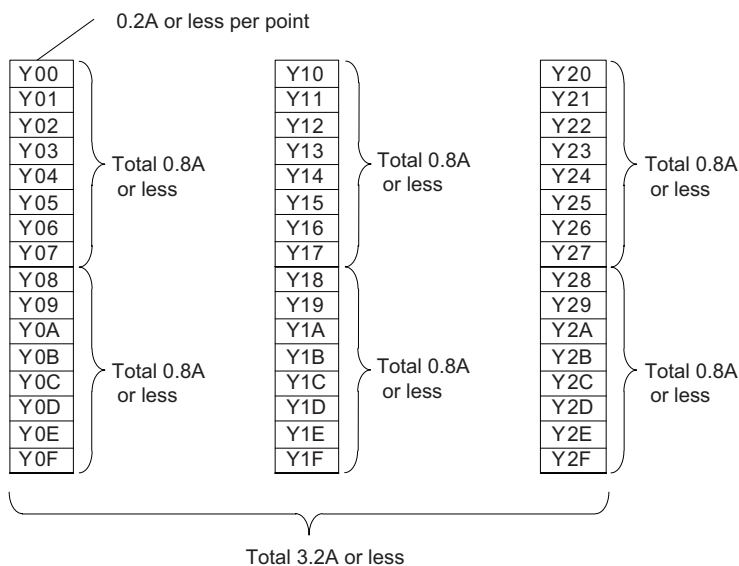 0.2A or less per point
Y00
Y01
Y02
Y03
Y04
Y05
Y06
Y07
Y08
Y09
Y0A
Y0B
Y0C
Y0D
Y0E
Y0F
Total 0.8A
or less
Total 0.8A
or less
Y10
Y11
Y12
Y13
Y14
Y15
Y16
Y17
Y18
Y19
Y1A
Y1B
Y1C
Y1D
Y1E
Y1F
Total 0.8A
or less
Total 0.8A
or less
Y20
Y21
Y22
Y23
Y24
Y25
Y26
Y27
Y28
Y29
Y2A
Y2B
Y2C
Y2D
Y2E
Y2F
Total 0.8A
or less
Total 0.8A
or less
Total 3.2A or less